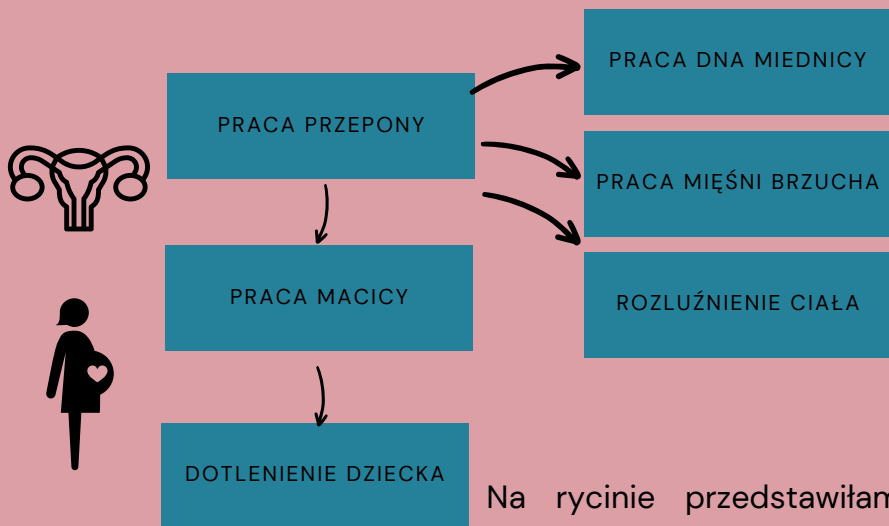 PRACA DNA MIEDNICY
PRACA PRZEPONY
PRACA MIĘŚNI BRZUCHA
PRACA MACICY
ROZLUŹNIENIE CIAŁA
DOTLENIENIE DZIECKA
Na rycinie przedstawiłam